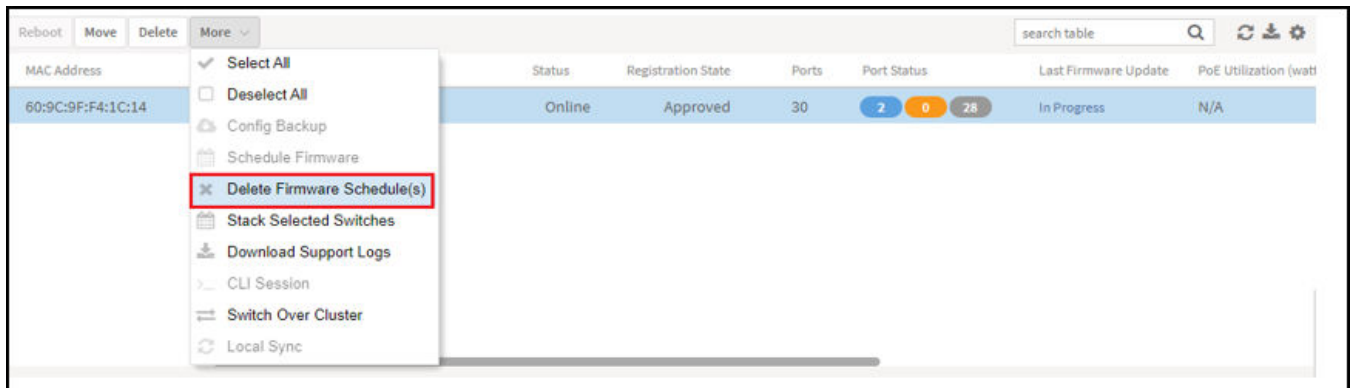 Reboot Move Delete More search table
MAC Address Status Registration State Ports Port Status Last Firmware Update PoE Utilization (watt
60:9C:9F:F4:1C:14 Online Approved 30 2 0 28 In Progress N/A
Select All
Deselect All
Config Backup
Schedule Firmware
Delete Firmware Schedule(s)
Stack Selected Switches
Download Support Logs
CLI Session
Switch Over Cluster
Local Sync